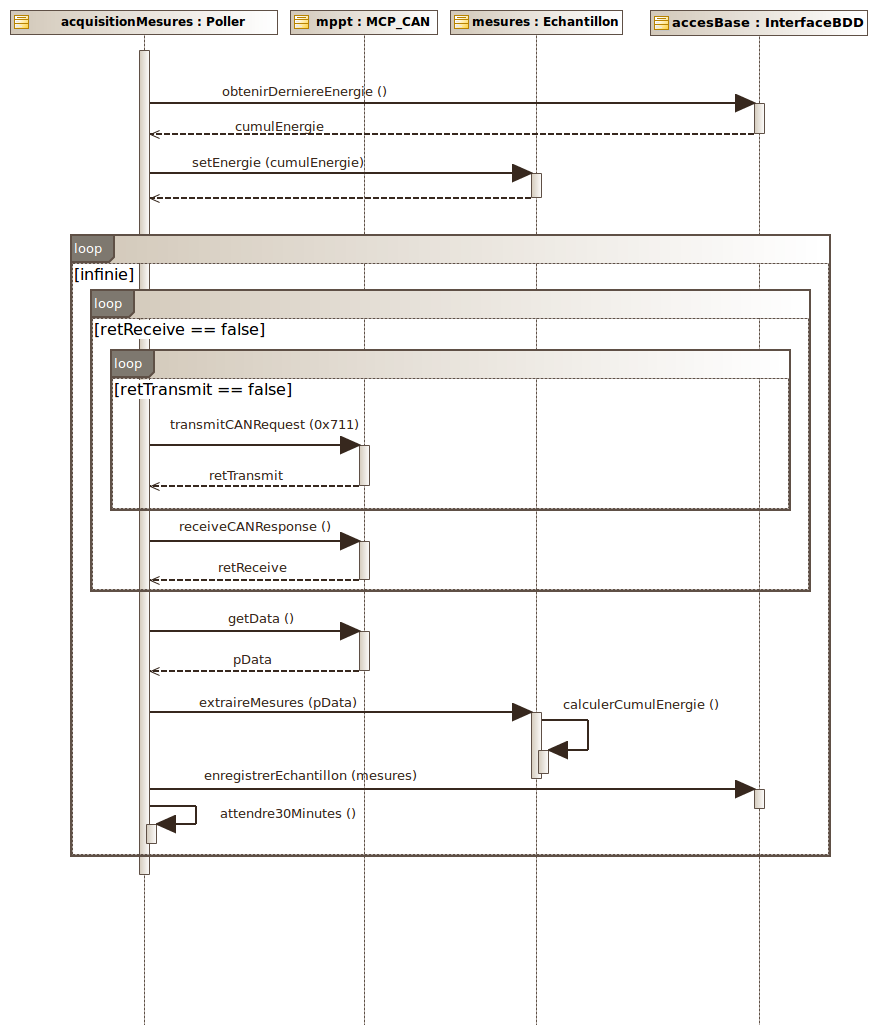 acquisitionMesures : Poller
mppt : MCP_CAN
mesures : Echantillon
accesBase : InterfaceBDD
obtenirDerniereEnergie ()
cumulEnergie
setEnergie (cumulEnergie)
loop
[infinie]
loop
[retReceive == false]
loop
[retTransmit == false]
transmitCANRequest (0x711)
retTransmit
receiveCANResponse ()
retReceive
getData ()
pData
extraireMesures (pData)
calculerCumulEnergie ()
enregistrerEchantillon (mesures)
attendre30Minutes ()